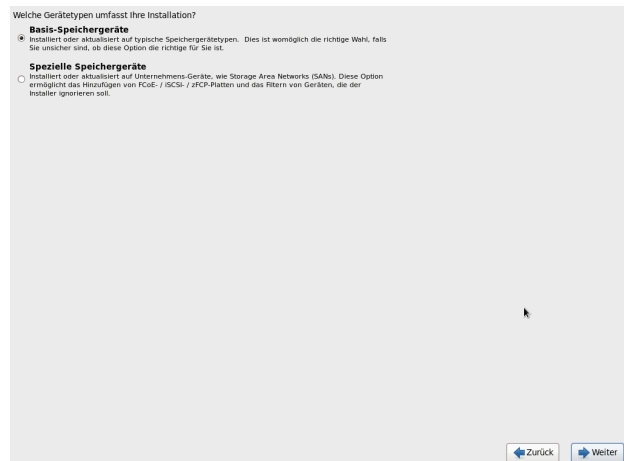 Welche Gerätetypen umfasst Ihre Installation?
Basis-Speichergeräte
Installiert oder aktualisiert auf typische Speichergerätetypen. Dies ist womöglich die richtige Wahl, falls
Sie unsicher sind, ob diese Option die richtige für Sie ist.
Spezielle Speichergeräte
Installiert oder aktualisiert auf Unternehmens-Geräte, wie Storage Area Networks (SANs). Diese Option
ermöglicht das Hinzufügen von FCoE- / iSCSI- / zFCP-Platten und das Filtern von Geräten, die der
Installer ignorieren soll.
Zurück
Weiter